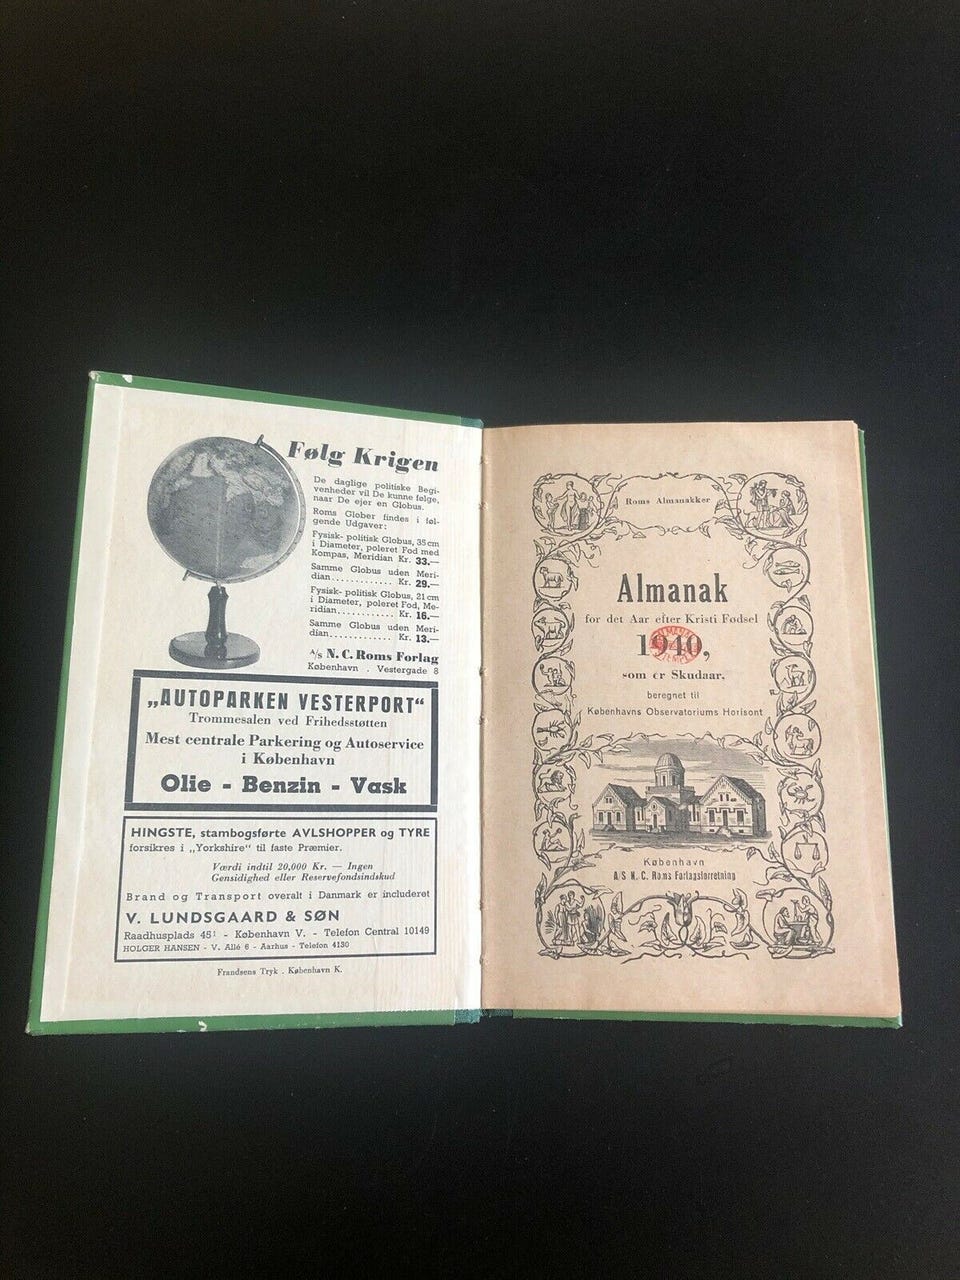 Følg Krigen
De daglige politiske Begi-
venheder vil De kunne følge,
naar De ejer en Globus.
Roms Glober findes i føl-
gende Udgaver:
Fysisk- politisk Globus, 35 cm
i Diameter, poleret Fod med
Kompas, Meridian Kr. 33.—
Samme Globus uden Meri-
dian............. Kr. 29.—
Fysisk- politisk Globus, 21 cm
i Diameter, poleret Fod, Me-
ridian............ Kr. 16.—
Samme Globus uden Meri-
dian............. Kr. 13.—
A/s N. C. Roms Forlag
København . Vestergade 8
„AUTOPARKEN VESTERPORT“
Trommesalen ved Frihedsstøtten
Mest centrale Parkering og Autoservice
i København
Olie - Benzin - Vask
HINGSTE, stambogsførte AVLSHOPPER og TYRE
forsikres i „Yorkshire“ til faste Præmier.
Værdi indtil 20,000 Kr. — Ingen
Gensidighed eller Reservefondsindskud
Brand og Transport overalt i Danmark er includeret
V. LUNDSGAARD & SØN
Raadhusplads 45¹ - København V. - Telefon Central 10149
HOLGER HANSEN - V. Allé 6 - Aarhus - Telefon 4130
Frandsens Tryk . København K.
Roms Almanakker
Almanak
for det Aar efter Kristi Fødsel
1940,
som er Skudaar,
beregnet til
Københavns Observatoriums Horisont
København
A/S N. C. Roms Forlagsforretning